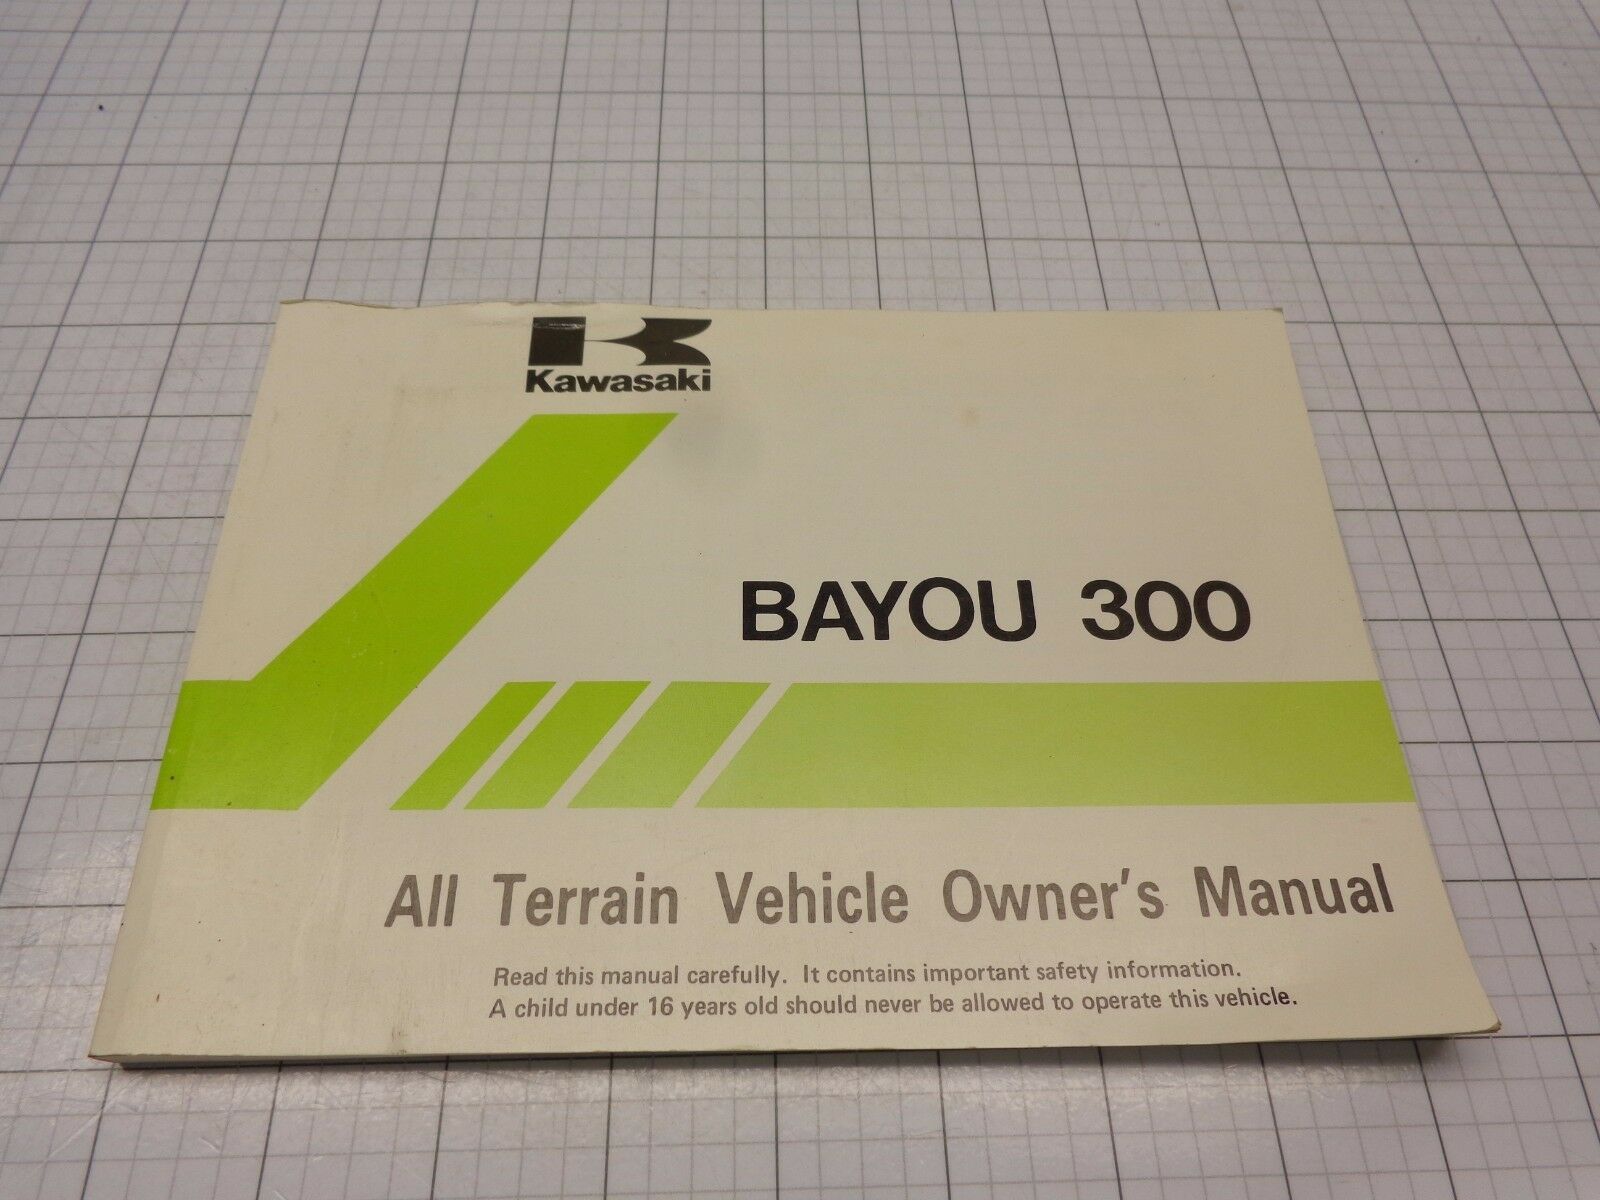 Kawasaki
BAYOU 300
All Terrain Vehicle Owner's Manual
Read this manual carefully. It contains important safety information.
A child under 16 years old should never be allowed to operate this vehicle.